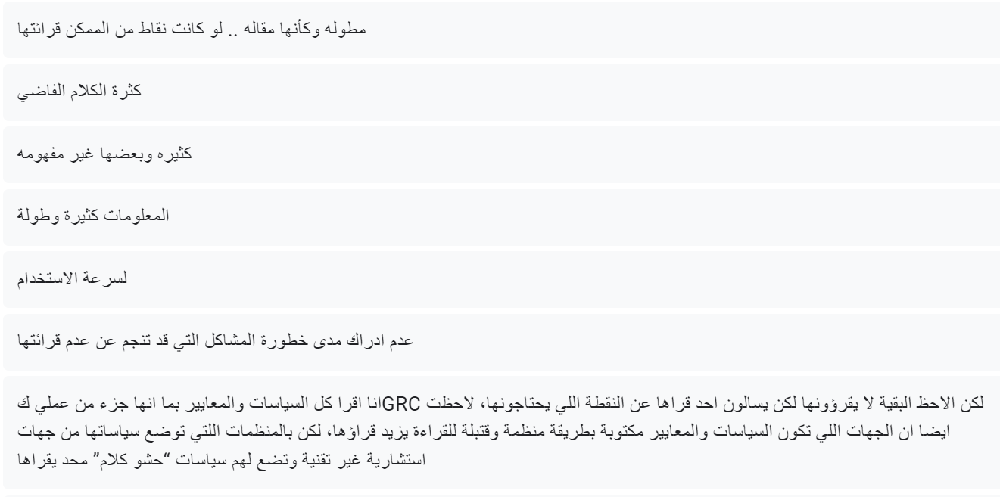 مطوله وكأنها مقاله .. لو كانت نقاط من الممكن قرائتها
كثرة الكلام الفاضي
كثيره وبعضها غير مفهومه
المعلومات كثيرة وطولة
لسرعة الاستخدام
عدم ادراك مدى خطورة المشاكل التي قد تنجم عن عدم قرائتها
لكن الاحظ البقية لا يقرؤونها لكن يسالون احد قراها عن النقطة اللي يحتاجونها، لاحظت GRCانا اقرا كل السياسات والمعايير بما انها جزء من عملي ك
ايضا ان الجهات اللي تكون السياسات والمعايير مكتوبة بطريقة منظمة وقتبلة للقراءة يزيد قراؤها، لكن بالمنظمات اللتي توضع سياساتها من جهات
استشارية غير تقنية وتضع لهم سياسات “حشو كلام” محد يقراها